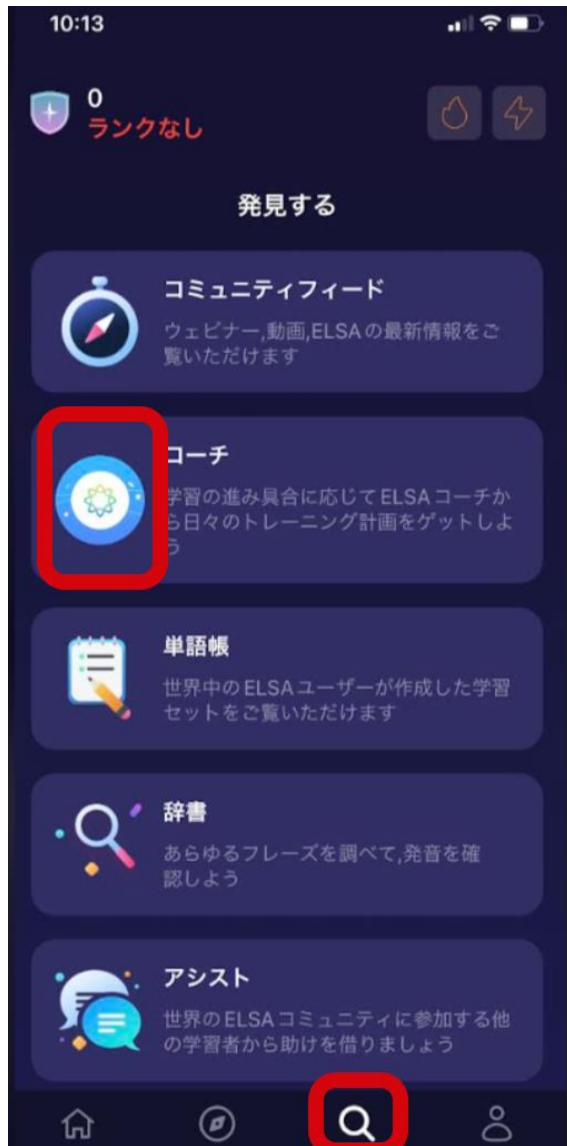 10:13
0
ランクなし
発見する
コミュニティフィード
ウェビナー,動画,ELSAの最新情報をご
覧いただけます
コーチ
学習の進み具合に応じてELSAコーチか
ら日々のトレーニング計画をゲットしよ
う
単語帳
世界中のELSAユーザーが作成した学習
セットをご覧いただけます
辞書
あらゆるフレーズを調べて,発音を確
認しよう
アシスト
世界のELSAコミュニティに参加する他
の学習者から助けを借りましょう